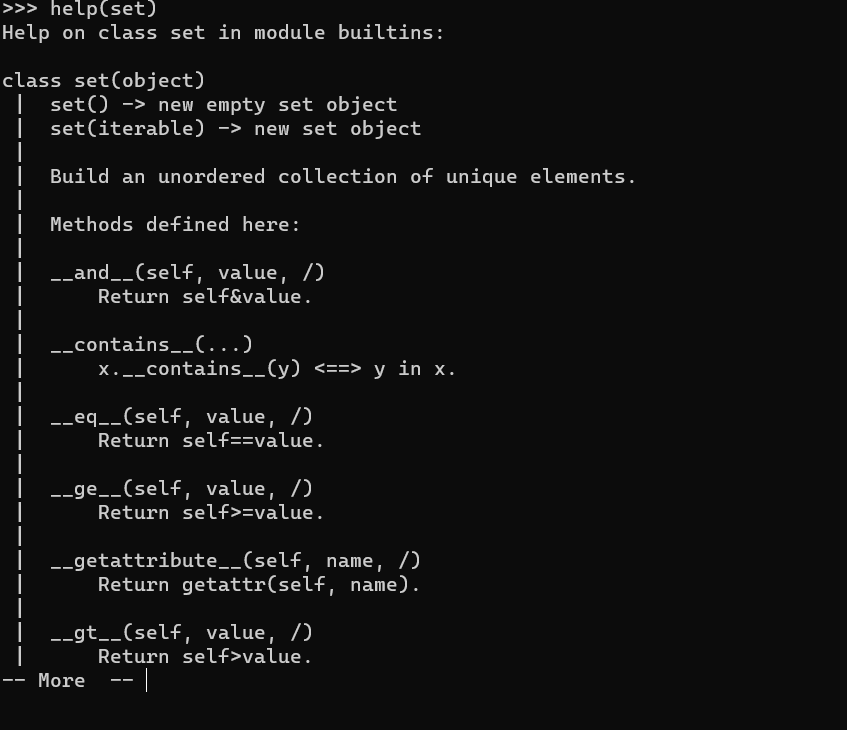 >>> help(set)
Help on class set in module builtins:

class set(object)
 |  set() -> new empty set object
 |  set(iterable) -> new set object
 |
 |  Build an unordered collection of unique elements.
 |
 |  Methods defined here:
 |
 |  __and__(self, value, /)
 |      Return self&value.
 |
 |  __contains__(...)
 |      x.__contains__(y) <==> y in x.
 |
 |  __eq__(self, value, /)
 |      Return self==value.
 |
 |  __ge__(self, value, /)
 |      Return self>=value.
 |
 |  __getattribute__(self, name, /)
 |      Return getattr(self, name).
 |
 |  __gt__(self, value, /)
 |      Return self>value.
-- More  --